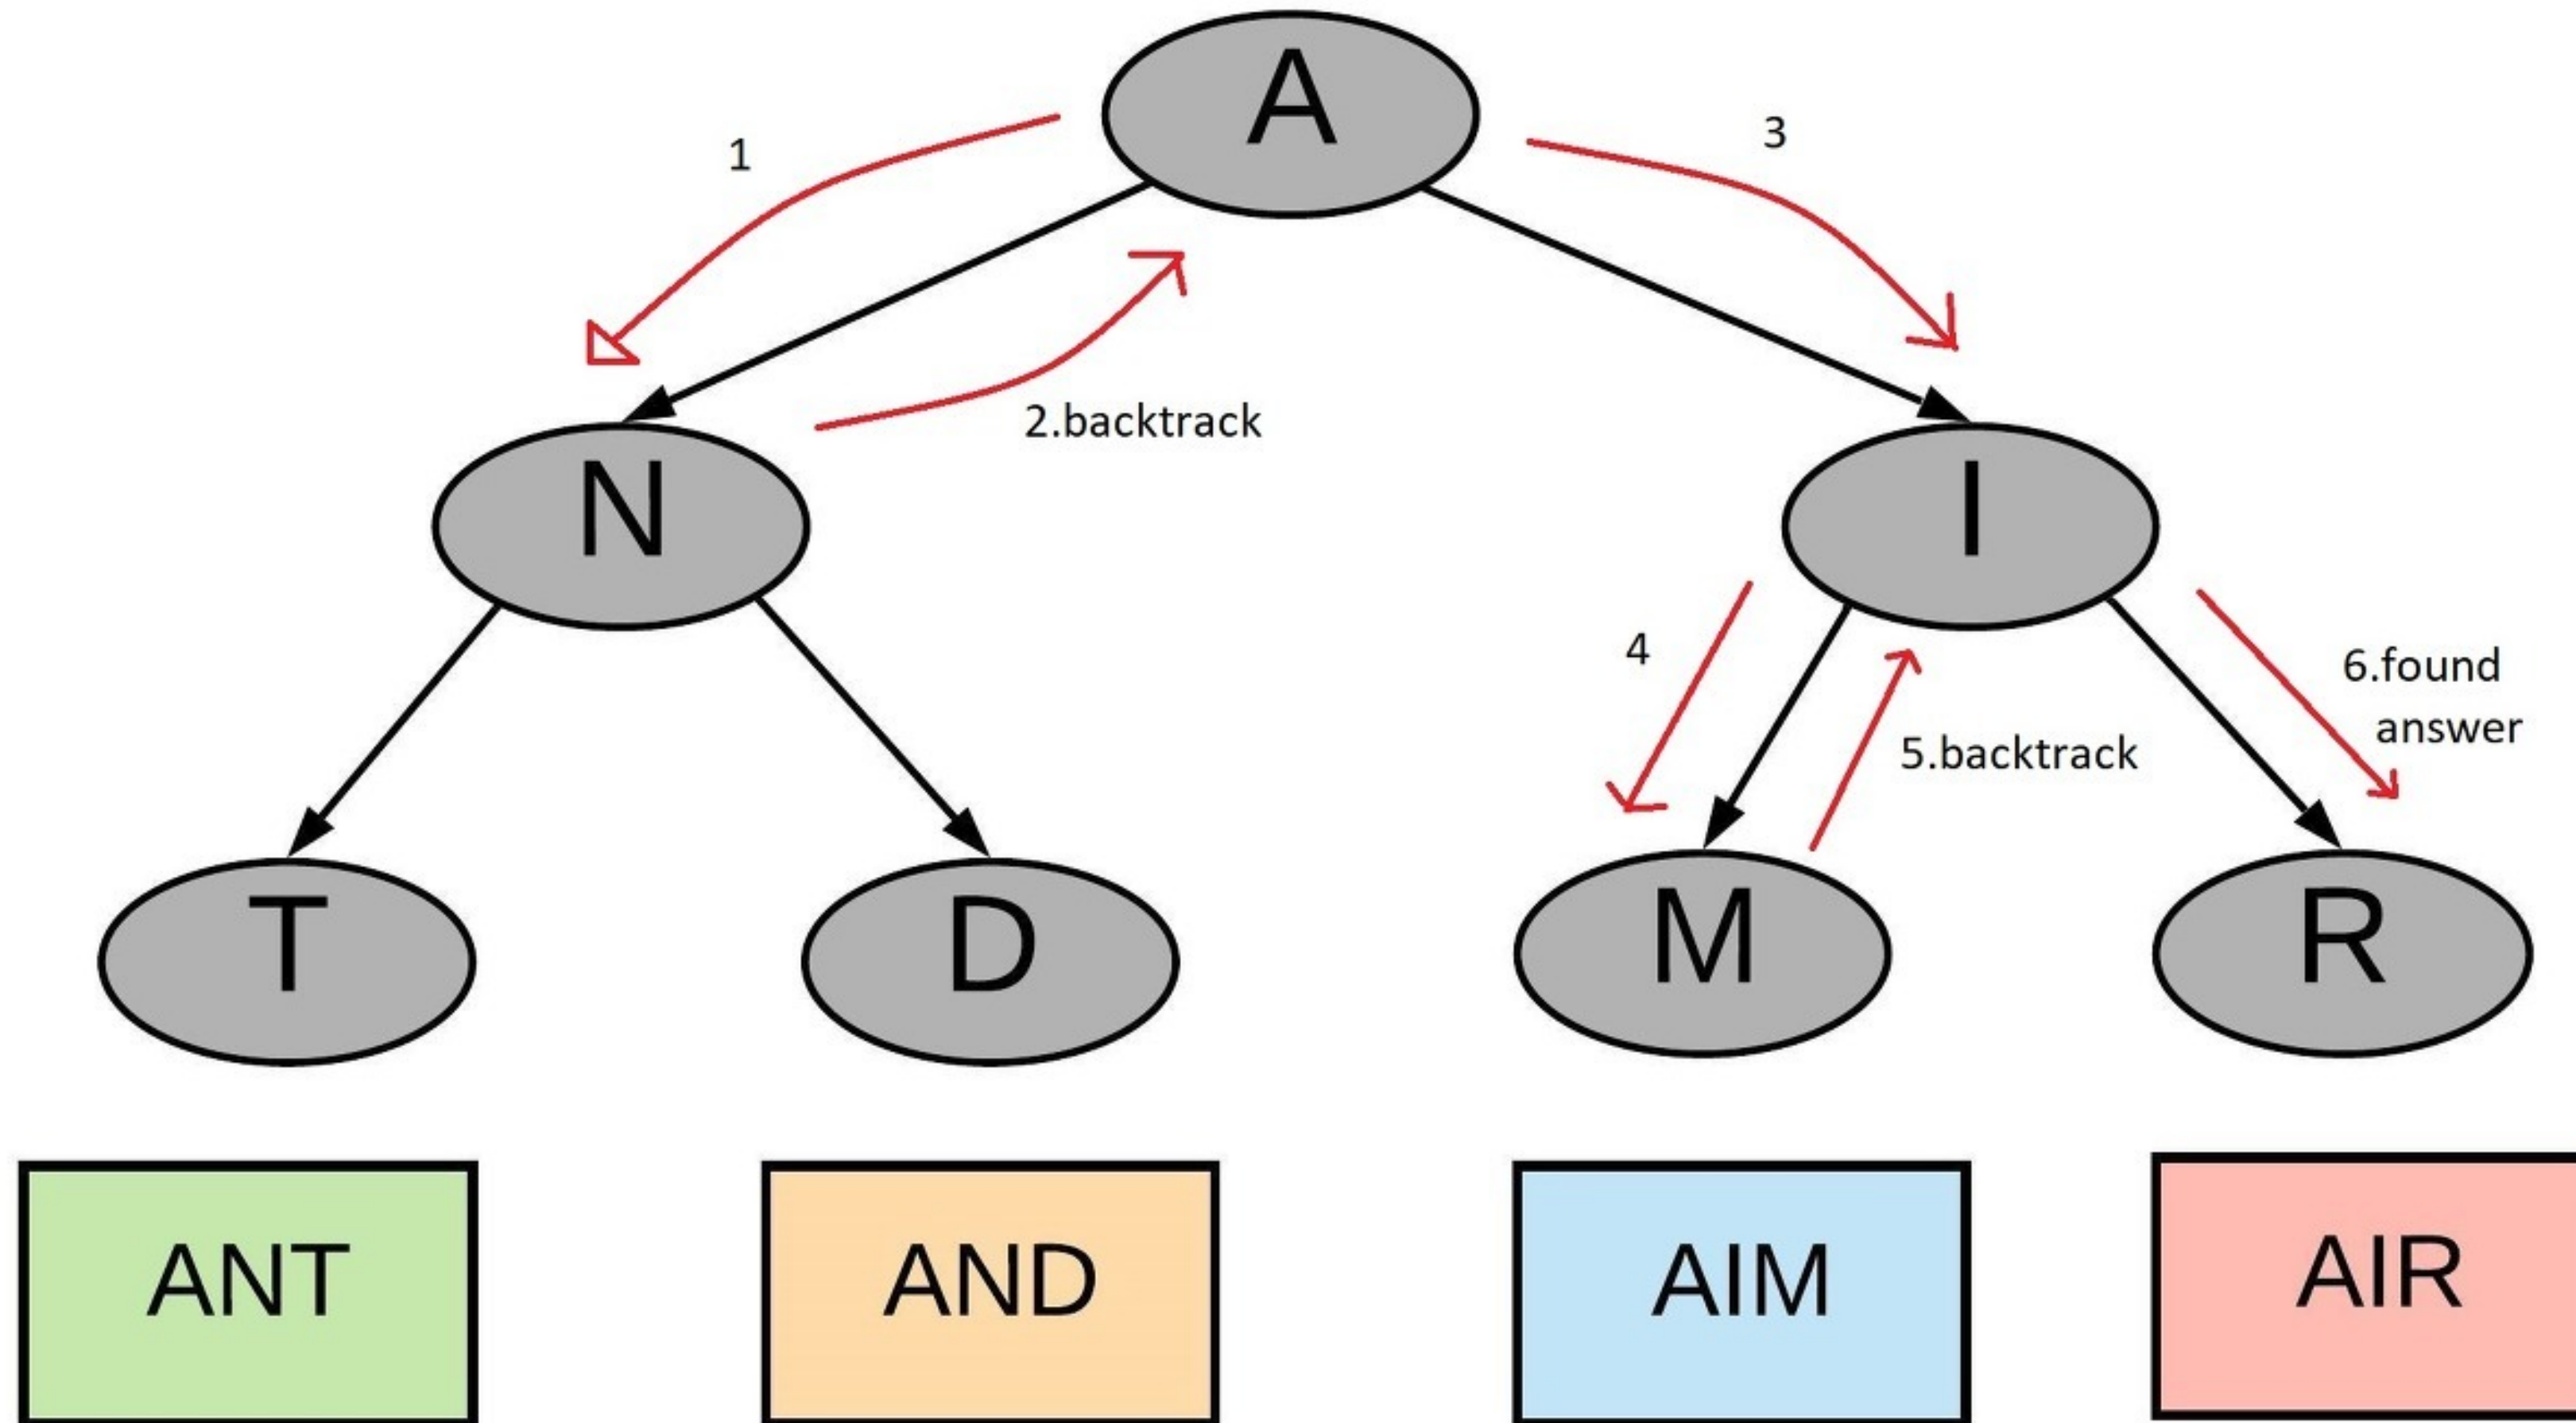 A
1
3
2.backtrack
N
I
4
6.found
answer
5.backtrack
T
D
M
R
ANT
AND
AIM
AIR